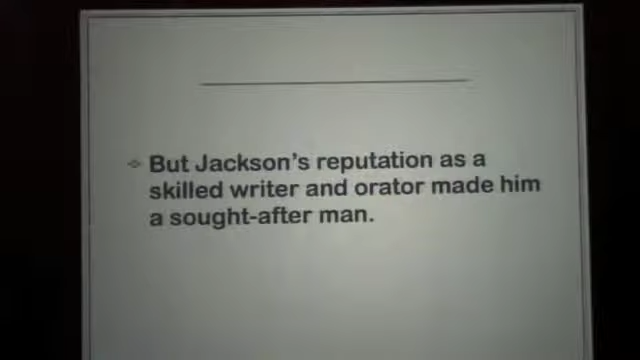 But Jackson's reputation as a
skilled writer and orator made him
a sought-after man.